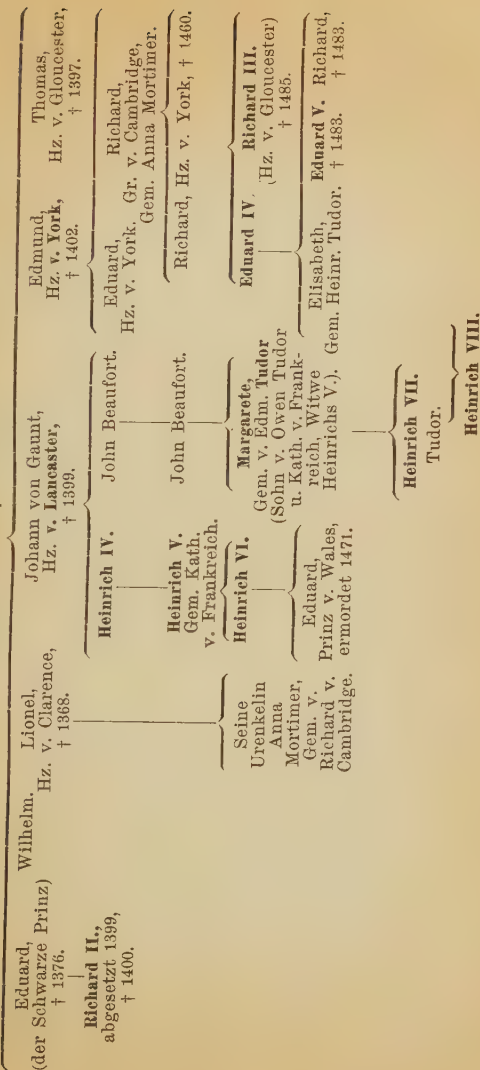 Eduard,
(der Schwarze Prinz)
† 1376.
Richard II.,
abgesetzt 1399,
† 1400.
Wilhelm.
Lionel,
Hz. v. Clarence,
† 1368.
Seine
Urenkelin
Anna
Mortimer,
Gem. v.
Richard v.
Cambridge.
Johann von Gaunt,
Hz. v. Lancaster,
† 1399.
Heinrich IV.
Heinrich V.
Gem. Kath.
v. Frankreich.
Heinrich VI.
Eduard,
Prinz v. Wales,
ermordet 1471.
John Beaufort.
John Beaufort.
Margarete,
Gem. v. Edm. Tudor
(Sohn v. Owen Tudor
u. Kath. v. Frank-
reich, Witwe
Heinrichs V.).
Heinrich VII.
Tudor.
Edmund,
Hz. v. York,
† 1402.
Eduard,
Hz. v. York.
Richard,
Gr. v. Cambridge,
Gem. Anna Mortimer.
Richard, Hz. v. York, † 1460.
Eduard IV.
Richard III.
(Hz. v. Gloucester)
† 1485.
Elisabeth,
Gem. Heinr. Tudor.
Eduard V.
† 1483.
Richard,
† 1483.
Thomas,
Hz. v. Gloucester,
† 1397.
Heinrich VIII.